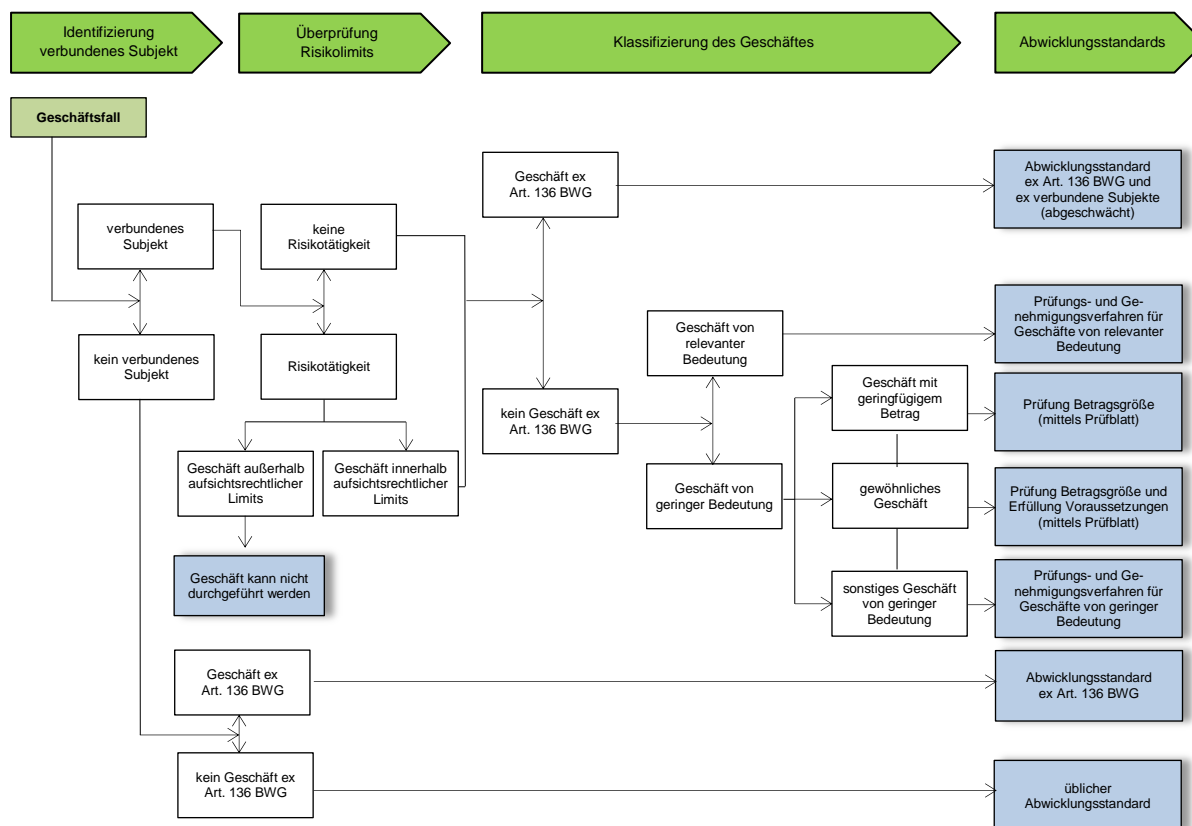 Identifizierung
verbundenes Subjekt
Überprüfung
Risikolimits
Klassifizierung des Geschäftes
Abwicklungsstandards
Geschäftsfall
verbundenes
Subjekt
kein verbundenes
Subjekt
keine
Risikotätigkeit
Risikotätigkeit
Geschäft außerhalb
aufsichtsrechtlicher
Limits
Geschäft innerhalb
aufsichtsrechtlicher
Limits
Geschäft kann nicht
durchgeführt werden
Geschäft ex
Art. 136 BWG
kein Geschäft ex
Art. 136 BWG
Geschäft von
relevanter
Bedeutung
Geschäft von
geringer Bedeutung
Geschäft mit
geringfügigem
Betrag
gewöhnliches
Geschäft
sonstiges Geschäft
von geringer
Bedeutung
Abwicklungsstandard
ex Art. 136 BWG und
ex verbundene Subjekte
(abgeschwächt)
Prüfungs- und Ge-
nehmigungsverfahren für
Geschäfte von relevanter
Bedeutung
Prüfung Betragsgröße
(mittels Prüfblatt)
Prüfung Betragsgröße und
Erfüllung Voraussetzungen
(mittels Prüfblatt)
Prüfungs- und Ge-
nehmigungsverfahren für
Geschäfte von geringer
Bedeutung
Geschäft ex
Art. 136 BWG
Abwicklungsstandard
ex Art. 136 BWG
kein Geschäft ex
Art. 136 BWG
üblicher
Abwicklungsstandard